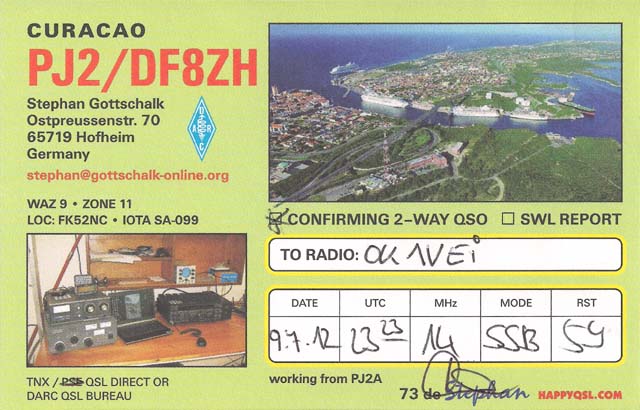 CURACAO
PJ2/DF8ZH
Stephan Gottschalk
Ostpreussenstr. 70
65719 Hofheim
Germany
stephan@gottschalk-online.org
DARC
WAZ 9 • ZONE 11
LOC: FK52NC • IOTA SA-099
☑ CONFIRMING 2-WAY QSO ☐ SWL REPORT
TO RADIO: OK1VEi
DATE UTC MHz MODE RST
9.7.12 2323 14 SSB 59
TNX / PSE QSL DIRECT OR
DARC QSL BUREAU
working from PJ2A
73 de Stephan
HAPPYQSL.COM